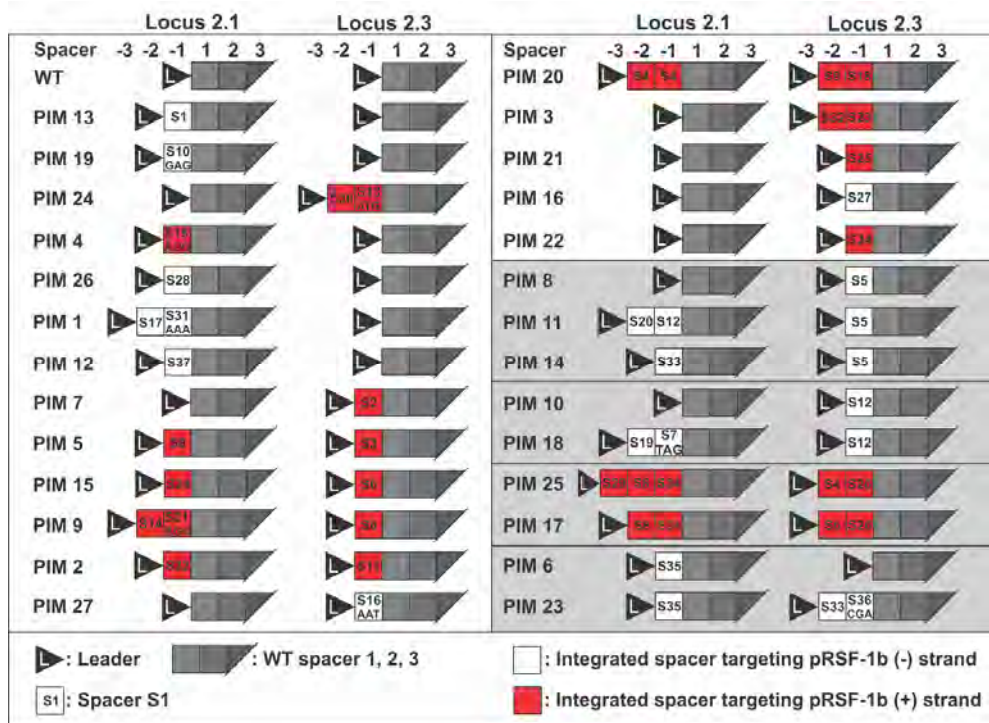 Locus 2.1 Locus 2.3
Spacer -3 -2 -1 1 2 3 -3 -2 -1 1 2 3
WT L L
PIM 13 L S1 L
PIM 19 L S10 L
GAG
PIM 24 L L
PIM 4 L L
PIM 26 L S28 L
PIM 1 L S17 S31 L
AAA
PIM 12 L S37 L
PIM 7 L L S2
PIM 5 L L S3
PIM 15 L L
PIM 9 L S14 S21 L
PIM 2 L L
PIM 27 L L S16
AAT
Locus 2.1 Locus 2.3
Spacer -3 -2 -1 1 2 3 -3 -2 -1 1 2 3
PIM 20 L L
PIM 3 L L
PIM 21 L L
PIM 16 L L S27
PIM 22 L L
PIM 8 L L S5
PIM 11 L S20 S12 L S5
PIM 14 L S33 L S5
PIM 10 L L S12
PIM 18 L S19 S7 L S12
TAG
PIM 25 L L
PIM 17 L L
PIM 6 L S35 L
PIM 23 L S35 L S33 S36
CGA
L : Leader : WT spacer 1, 2, 3
S1 : Spacer S1
: Integrated spacer targeting pRSF-1b (-) strand
: Integrated spacer targeting pRSF-1b (+) strand